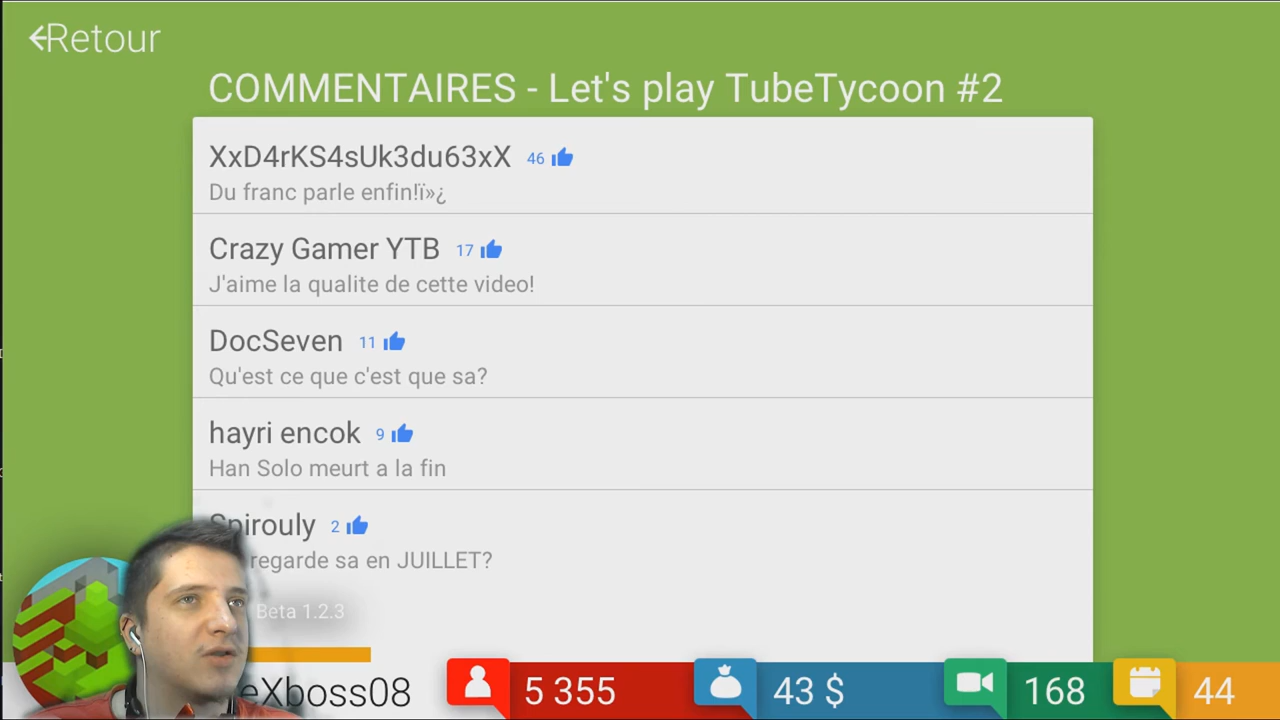 Retour
COMMENTAIRES - Let's play TubeTycoon #2
XxD4rKS4sUk3du63xX 46
Du franc parle enfin!ï»¿
Crazy Gamer YTB 17
J'aime la qualite de cette video!
DocSeven 11
Qu'est ce que c'est que sa?
hayri encok 9
Han Solo meurt a la fin
Spirouly 2
regarde sa en JUILLET?
Beta 1.2.3
eXboss08
5 355
43 $
168
44